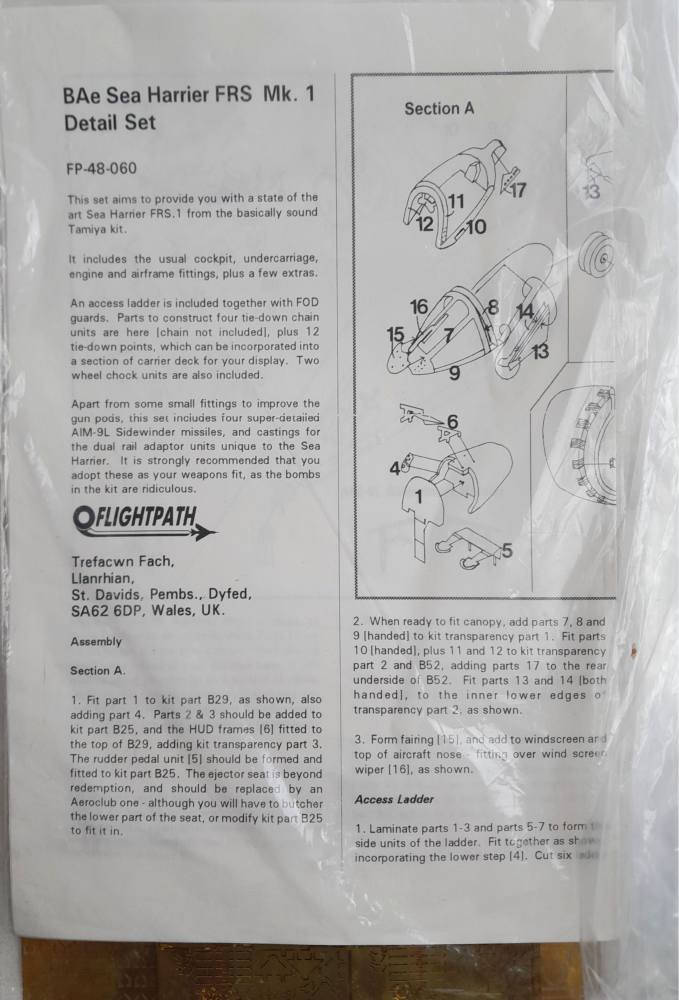 BAe Sea Harrier FRS Mk. 1
Detail Set
FP-48-060
This set aims to provide you with a state of the
art Sea Harrier FRS.1 from the basically sound
Tamiya kit.
It includes the usual cockpit, undercarriage,
engine and airframe fittings, plus a few extras.
An access ladder is included together with FOD
guards. Parts to construct four tie-down chain
units are here [chain not included], plus 12
tie-down points, which can be incorporated into
a section of carrier deck for your display. Two
wheel chock units are also included.
Apart from some small fittings to improve the
gun pods, this set includes four super-detailed
AIM-9L Sidewinder missiles, and castings for
the dual rail adaptor units unique to the Sea
Harrier. It is strongly recommended that you
adopt these as your weapons fit, as the bombs
in the kit are ridiculous.
FLIGHTPATH
Trefacwn Fach,
Llanrhian,
St. Davids, Pembs., Dyfed,
SA62 6DP, Wales, UK.
Assembly
Section A.
1. Fit part 1 to kit part B29, as shown, also
adding part 4. Parts 2 & 3 should be added to
kit part B25, and the HUD frames [6] fitted to
the top of B29, adding kit transparency part 3.
The rudder pedal unit [5] should be formed and
fitted to kit part B25. The ejector seat is beyond
redemption, and should be replaced by an
Aeroclub one - although you will have to butcher
the lower part of the seat, or modify kit part B25
to fit it in.
Section A
17
11
12
10
13
16
8
14
15
7
13
9
6
4
1
5
2. When ready to fit canopy, add parts 7, 8 and
9 [handed] to kit transparency part 1. Fit parts
10 [handed], plus 11 and 12 to kit transparency
part 2 and B52, adding parts 17 to the rear
underside of B52. Fit parts 13 and 14 [both
handed], to the inner lower edges of
transparency part 2, as shown.
3. Form fairing [15], and add to windscreen and
top of aircraft nose - fitting over wind screen
wiper [16], as shown.
Access Ladder
1. Laminate parts 1-3 and parts 5-7 to form
side units of the ladder. Fit together as
incorporating the lower step [4]. Cut six